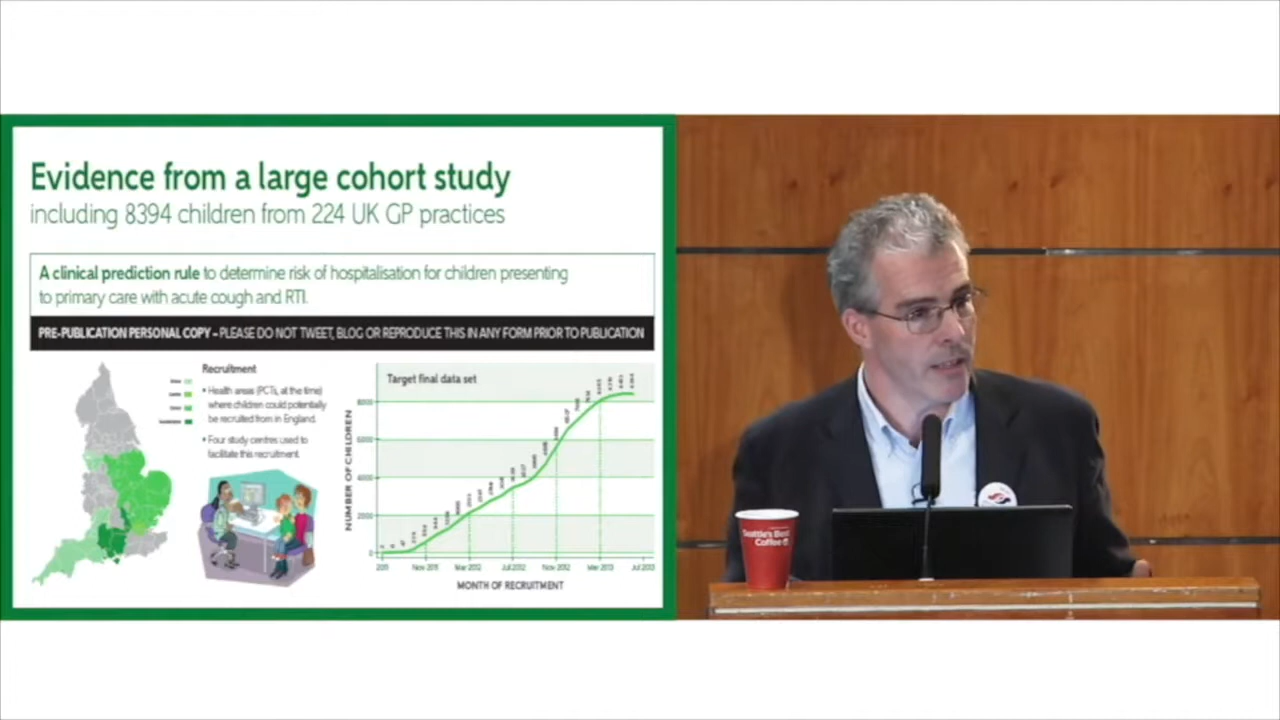 Evidence from a large cohort study
including 8394 children from 224 UK GP practices
A clinical prediction rule to determine risk of hospitalisation for children presenting
to primary care with acute cough and RTI.
PRE-PUBLICATION PERSONAL COPY – PLEASE DO NOT TWEET, BLOG OR REPRODUCE THIS IN ANY FORM PRIOR TO PUBLICATION
Recruitment
• Health areas (PCTs, at the time)
where children could potentially
be recruited from in England.
• Four study centres used to
facilitate this recruitment.
Target final data set
NUMBER OF CHILDREN
8000
6000
4000
2000
0
2011 Nov 2011 Mar 2012 Jul 2012 Nov 2012 Mar 2013 Jul 2013
MONTH OF RECRUITMENT
Seattle's Best
Coffee